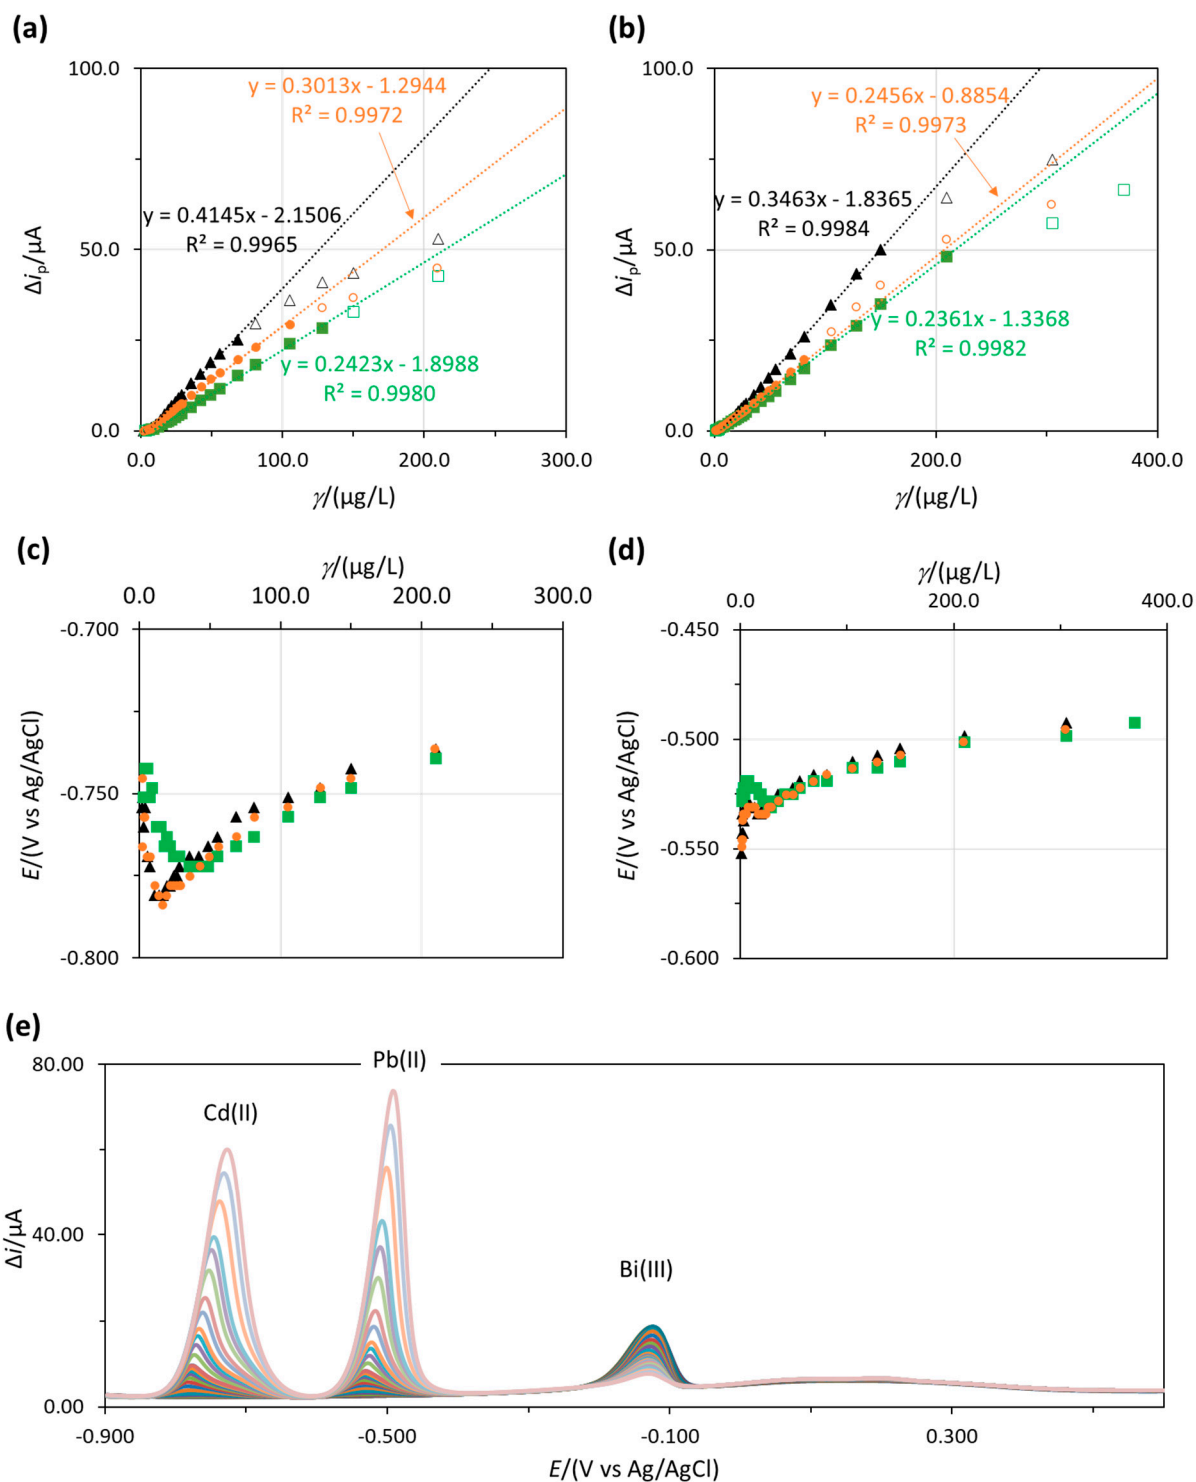 (a)
100.0
50.0
0.0
Δip/µA
y = 0.3013x - 1.2944
R² = 0.9972
y = 0.4145x - 2.1506
R² = 0.9965
y = 0.2423x - 1.8988
R² = 0.9980
0.0 100.0 200.0 300.0
γ/(µg/L)
(b)
100.0
50.0
0.0
Δip/µA
y = 0.2456x - 0.8854
R² = 0.9973
y = 0.3463x - 1.8365
R² = 0.9984
y = 0.2361x - 1.3368
R² = 0.9982
0.0 200.0 400.0
γ/(µg/L)
(c)
γ/(µg/L)
0.0 100.0 200.0 300.0
-0.700
-0.750
-0.800
E/(V vs Ag/AgCl)
(d)
γ/(µg/L)
0.0 200.0 400.0
-0.450
-0.500
-0.550
-0.600
E/(V vs Ag/AgCl)
(e)
80.00
40.00
0.00
Δi/µA
Cd(II)
Pb(II)
Bi(III)
-0.900 -0.500 -0.100 0.300
E/(V vs Ag/AgCl)